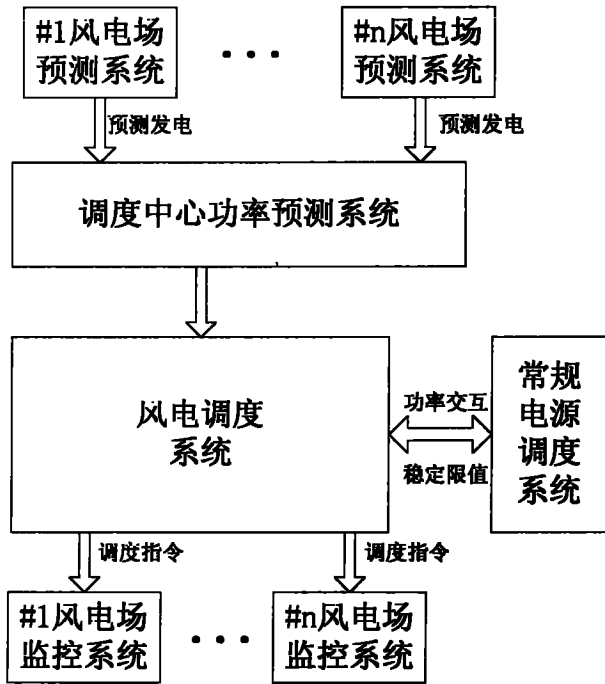 #1风电场
预测系统
···
#n风电场
预测系统
预测发电
预测发电
调度中心功率预测系统
风电调度
系统
功率交互
稳定限值
常规
电源
调度
系统
调度指令
调度指令
#1风电场
监控系统
···
#n风电场
监控系统